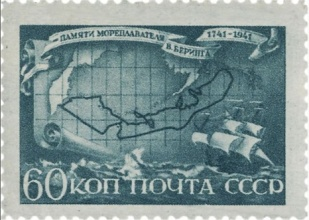 ПАМЯТИ МОРЕПЛАВАТЕЛЯ
В. БЕРИНГА
1741-1941
60 КОП ПОЧТА СССР